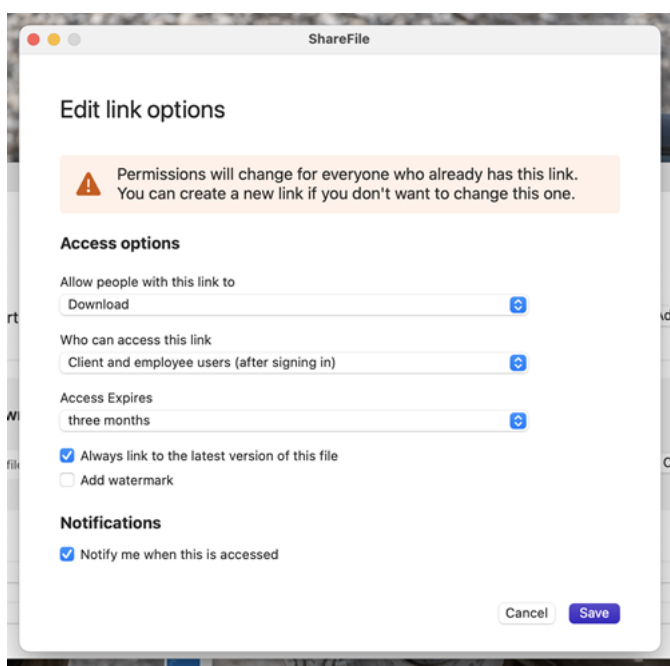 ShareFile
Edit link options
Permissions will change for everyone who already has this link.
You can create a new link if you don't want to change this one.
Access options
Allow people with this link to
Download
Who can access this link
Client and employee users (after signing in)
Access Expires
three months
Always link to the latest version of this file
Add watermark
Notifications
Notify me when this is accessed
Cancel
Save